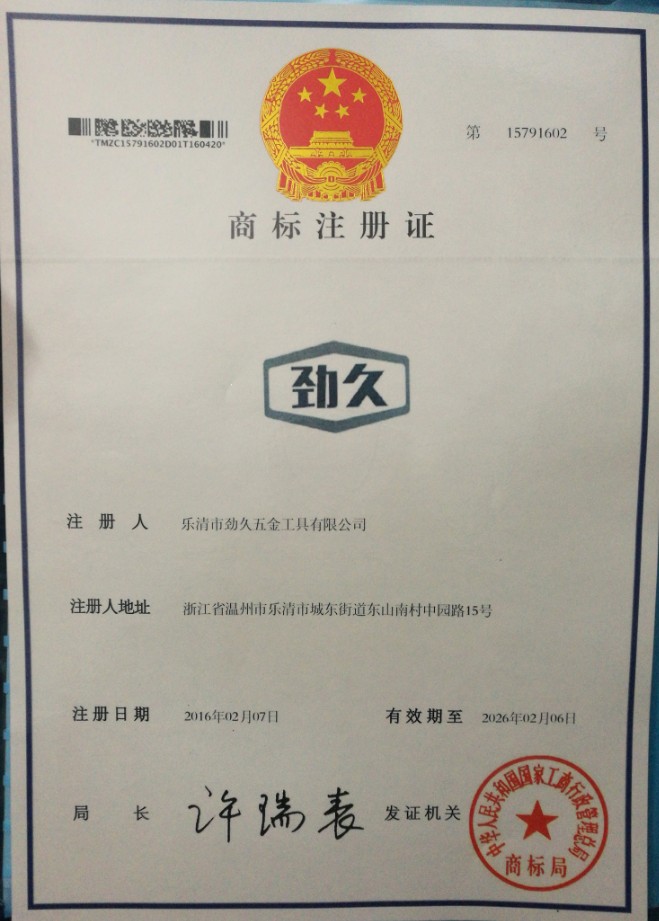 *TMZC15791602D01T160420*
第 15791602 号
商标注册证
劲久
注册人 乐清市劲久五金工具有限公司
注册人地址 浙江省温州市乐清市城东街道东山南村中园路15号
注册日期 2016年02月07日 有效期至 2026年02月06日
局长 许瑞表 发证机关
中华人民共和国国家工商行政管理总局
商标局